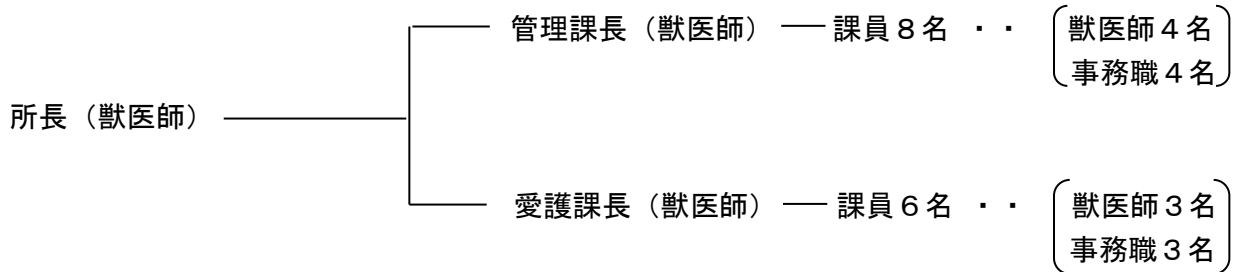 管理課長（獣医師） 課員８名 ・・ 獣医師４名
事務職４名
所長（獣医師）
愛護課長（獣医師） 課員６名 ・・ 獣医師３名
事務職３名